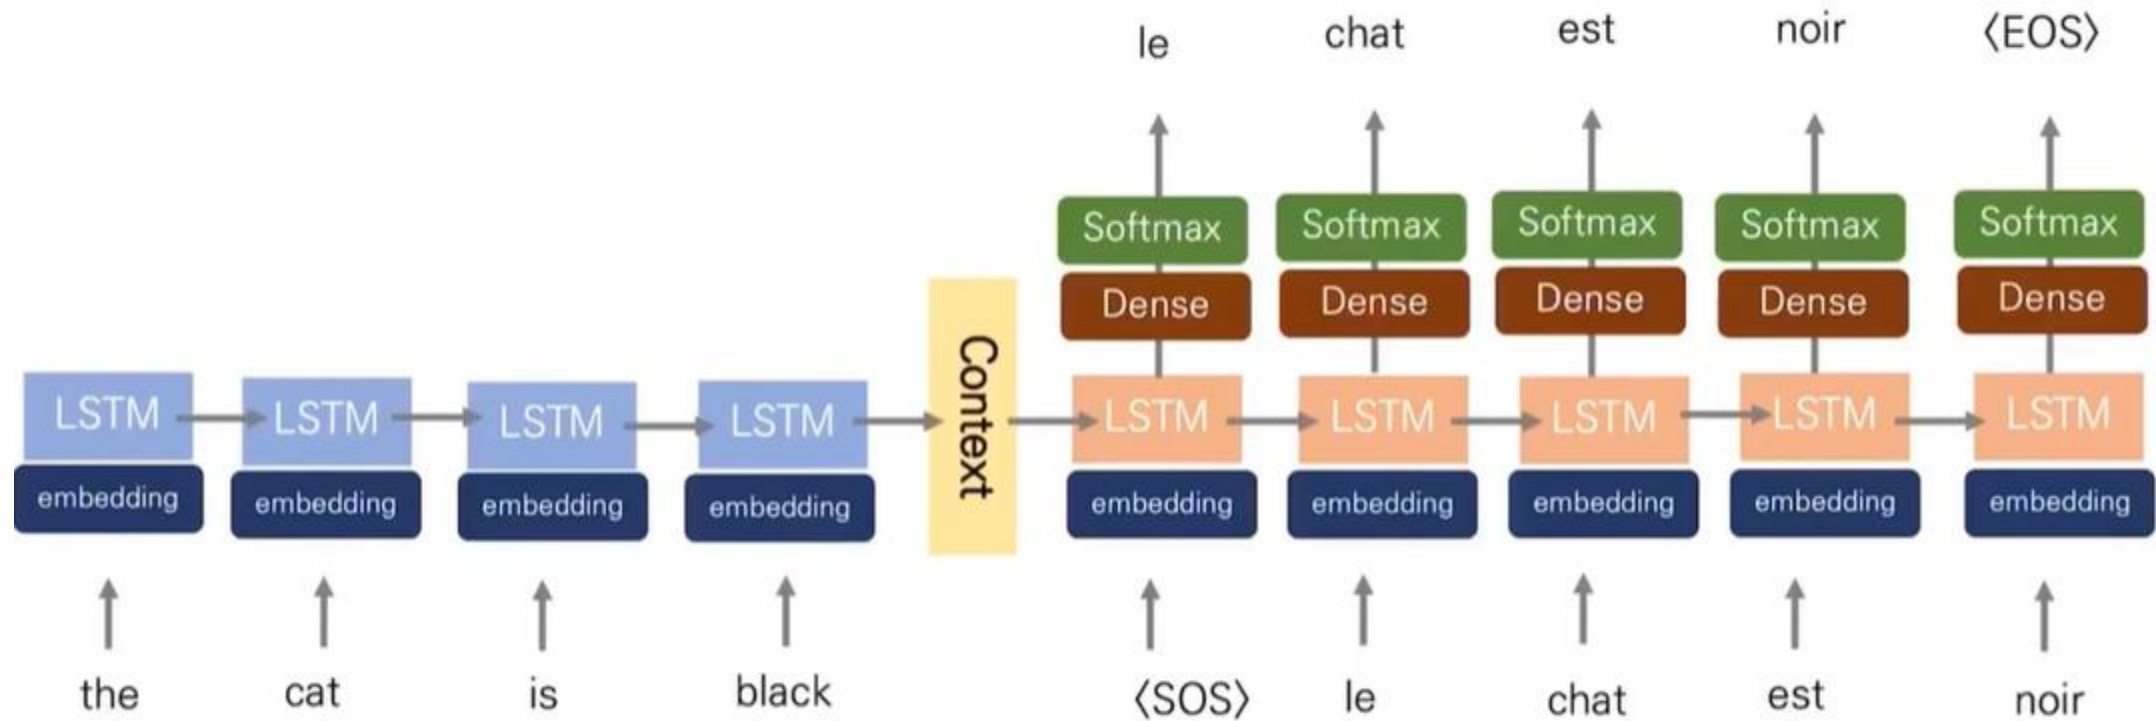 le chat est noir 〈EOS〉
Softmax Softmax Softmax Softmax Softmax
Dense Dense Dense Dense Dense
Context
LSTM LSTM LSTM LSTM LSTM LSTM LSTM LSTM LSTM
embedding embedding embedding embedding embedding embedding embedding embedding embedding
the cat is black 〈SOS〉 le chat est noir